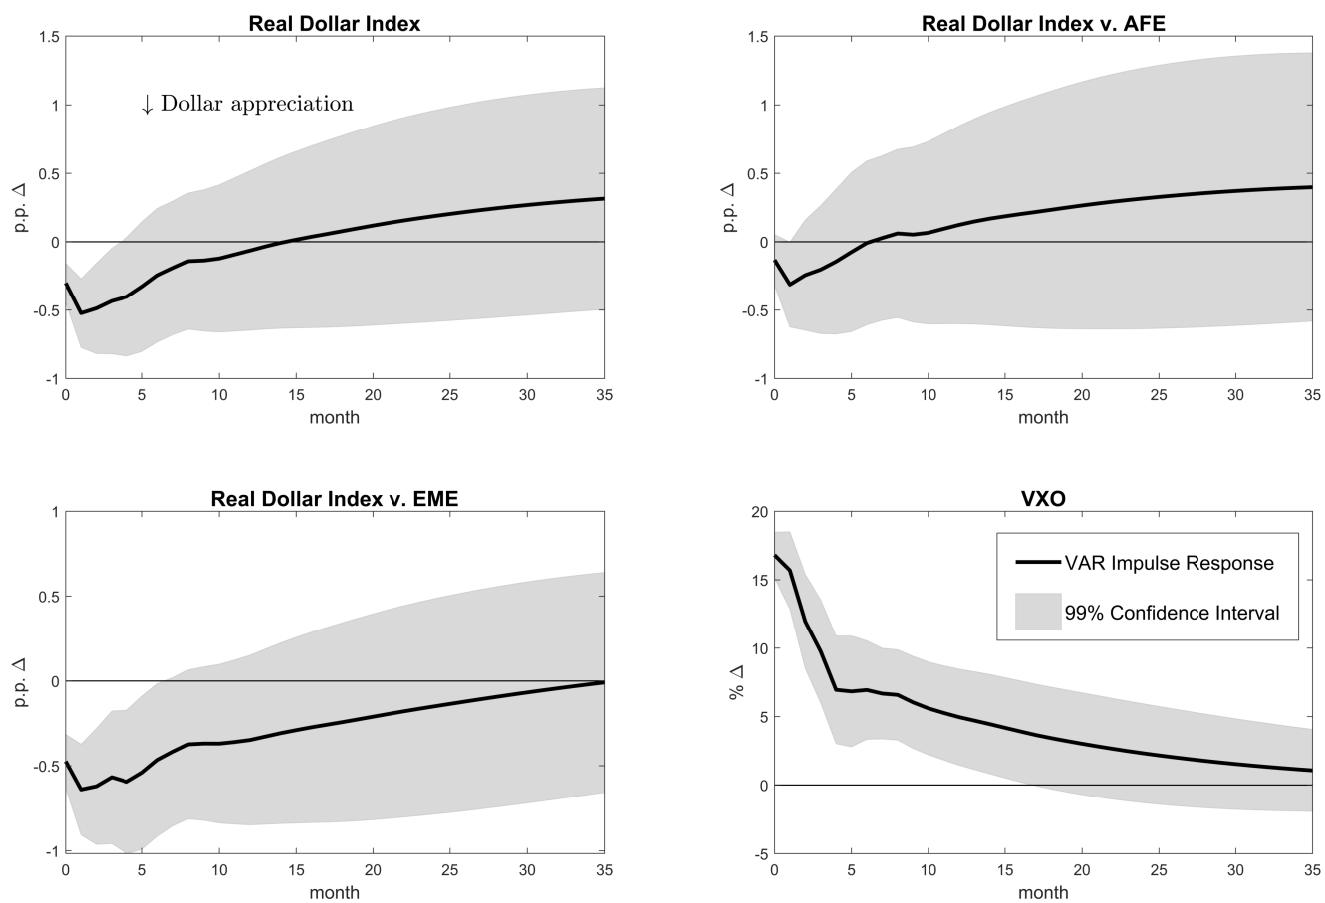 Real Dollar Index
1.5
1
0.5
0
-0.5
-1
p.p. Δ
↓ Dollar appreciation
0 5 10 15 20 25 30 35
month
Real Dollar Index v. AFE
1.5
1
0.5
0
-0.5
-1
p.p. Δ
0 5 10 15 20 25 30 35
month
Real Dollar Index v. EME
1
0.5
0
-0.5
-1
p.p. Δ
0 5 10 15 20 25 30 35
month
VXO
20
15
10
5
0
-5
% Δ
VAR Impulse Response
99% Confidence Interval
0 5 10 15 20 25 30 35
month